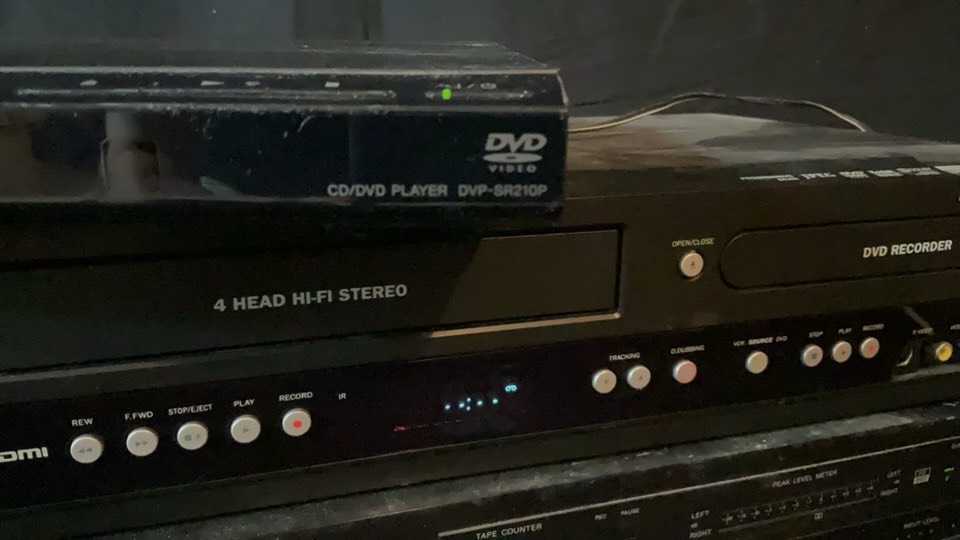 DVD
VIDEO
CD/DVD PLAYER DVP-SR210P
OPEN/CLOSE
DVD RECORDER
4 HEAD HI-FI STEREO
REW
F.FWD
STOP/EJECT
PLAY
RECORD
IR
TRACKING
D.DUBBING
VCR SOURCE DVD
STOP
PLAY
RECORD
TAPE COUNTER
REC
PAUSE
PEAK LEVEL METER
LEFT
RIGHT
LEFT
RIGHT
INPUT LEVEL